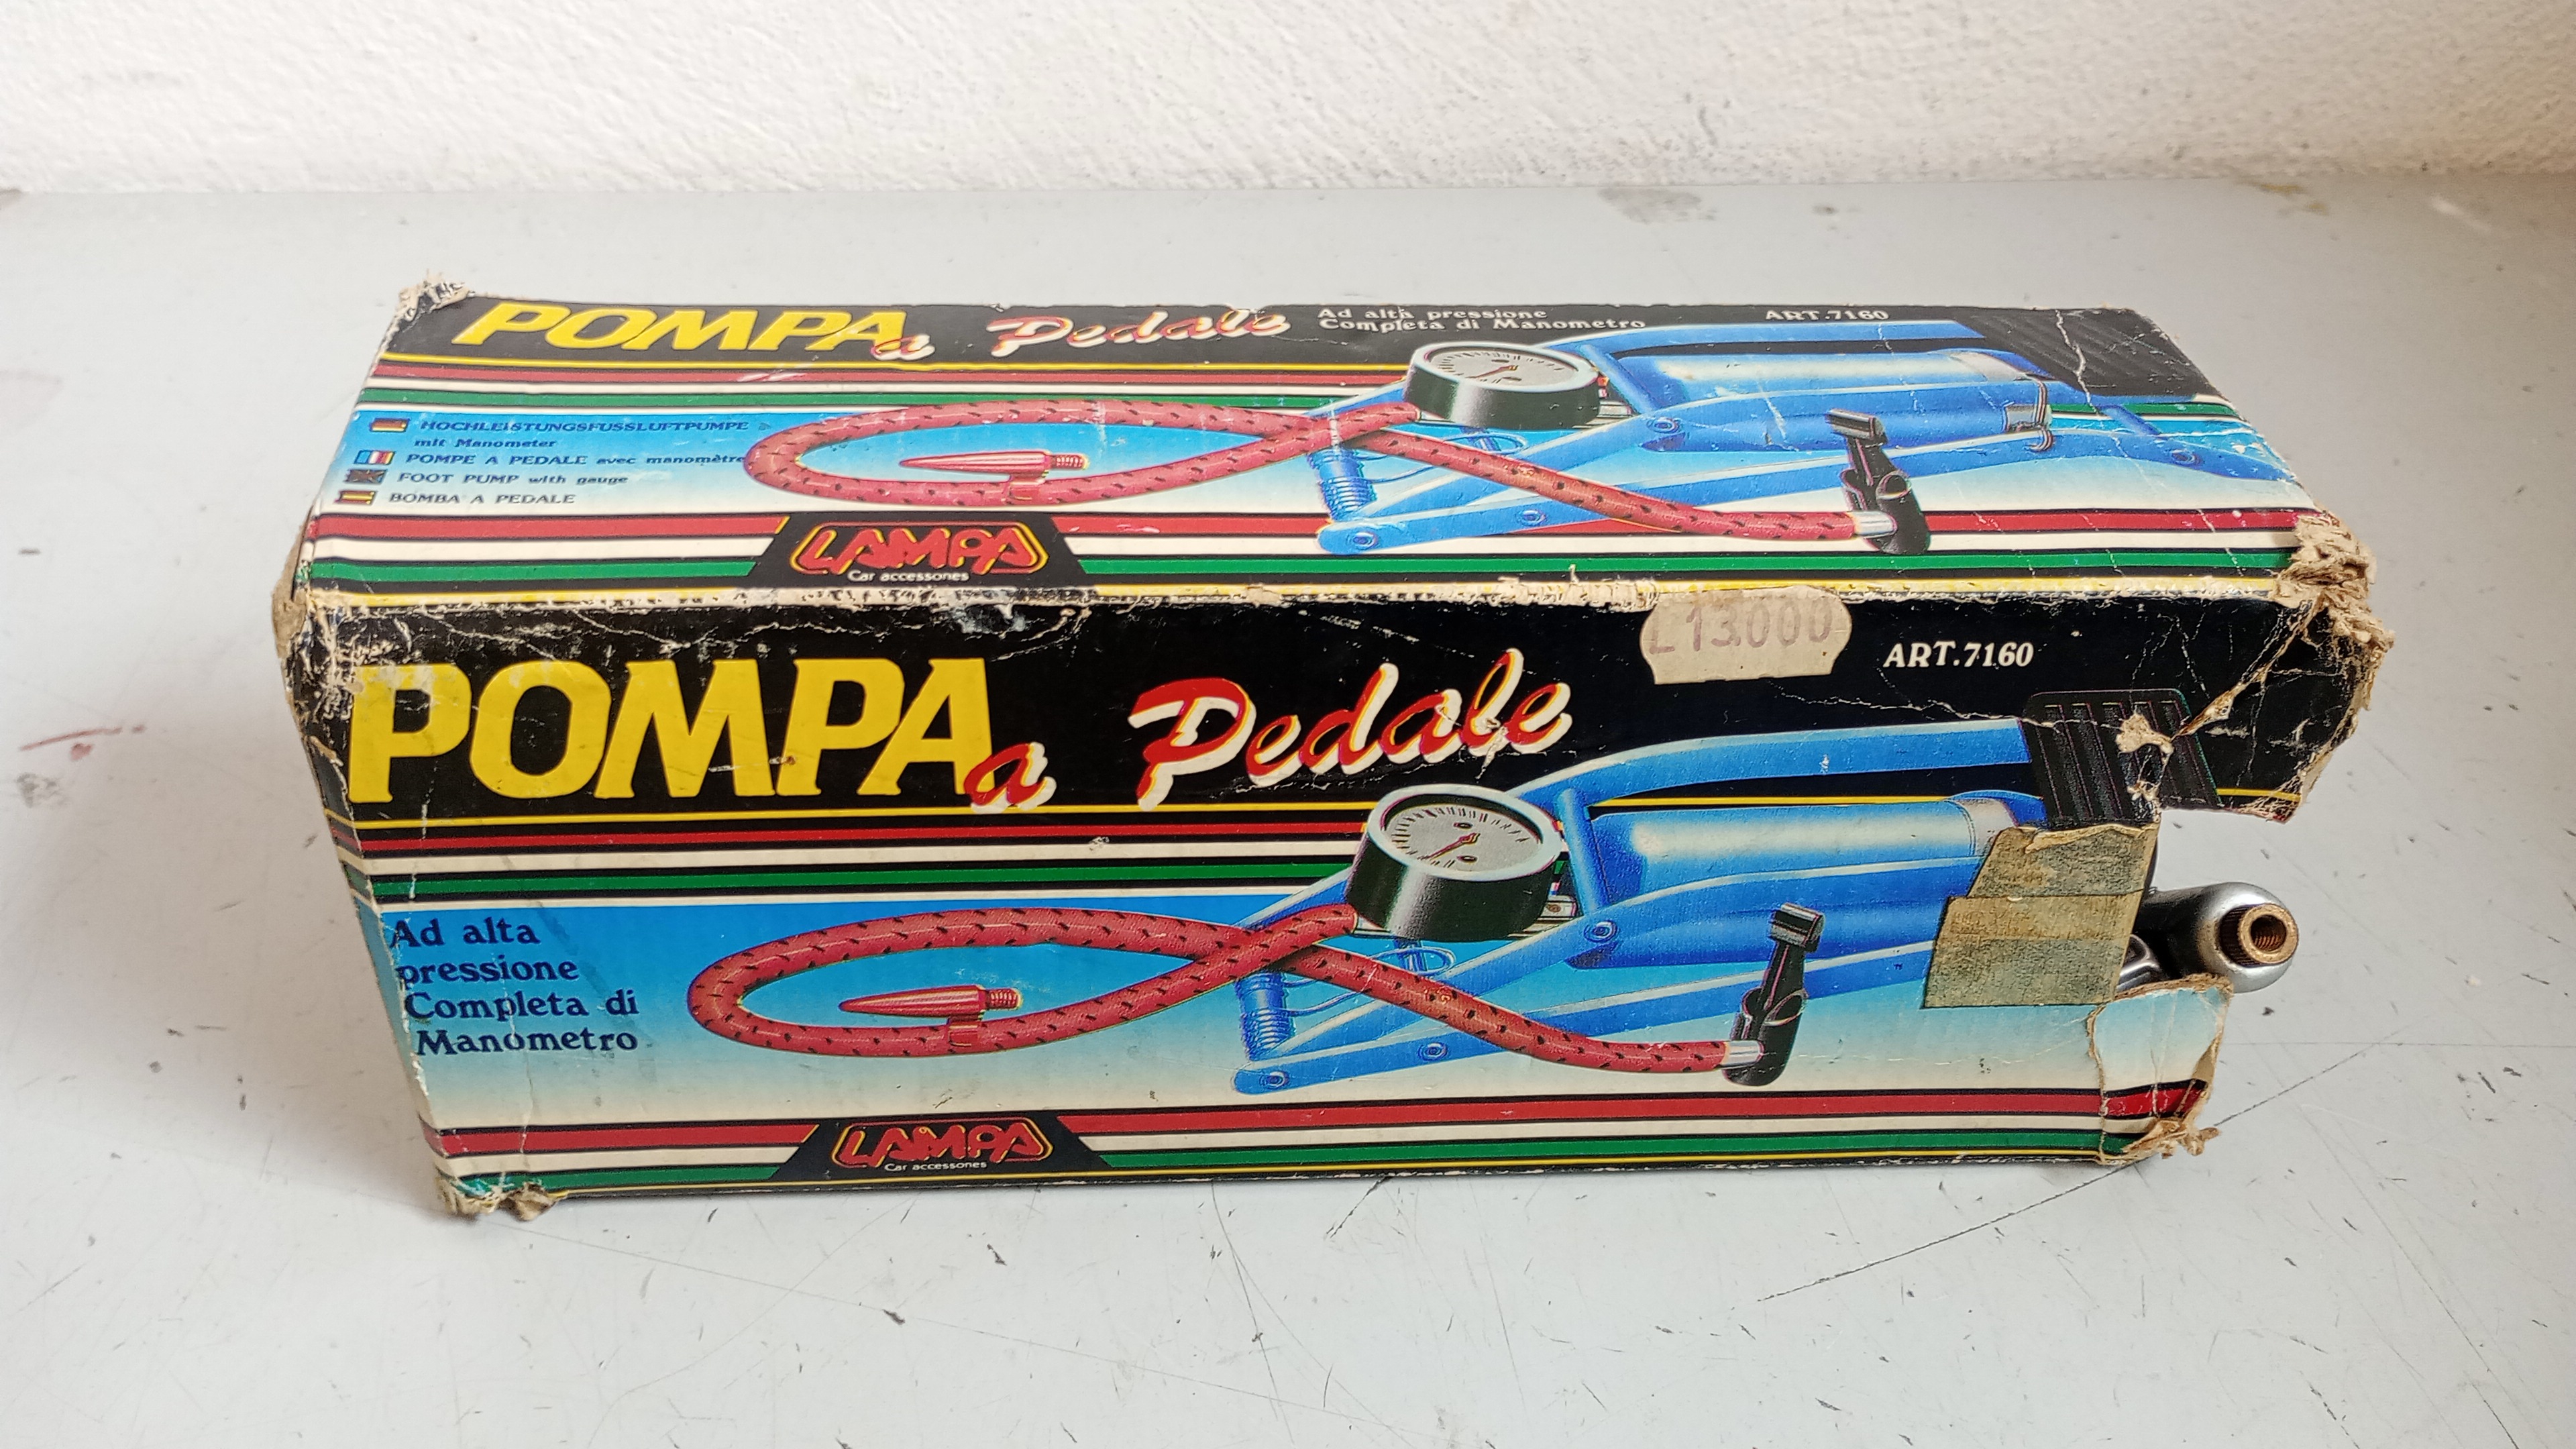 POMPA a Pedale
Ad alta pressione
Completa di Manometro
ART.7160
HOCHLEISTUNGSFUSSLUFTPUMPE
mit Manometer
POMPE A PEDALE avec manomètre
FOOT PUMP with gauge
BOMBA A PEDALE
LAMPA
Car accessories
L 13.000
ART.7160
POMPA a Pedale
Ad alta
pressione
Completa di
Manometro
LAMPA
Car accessories